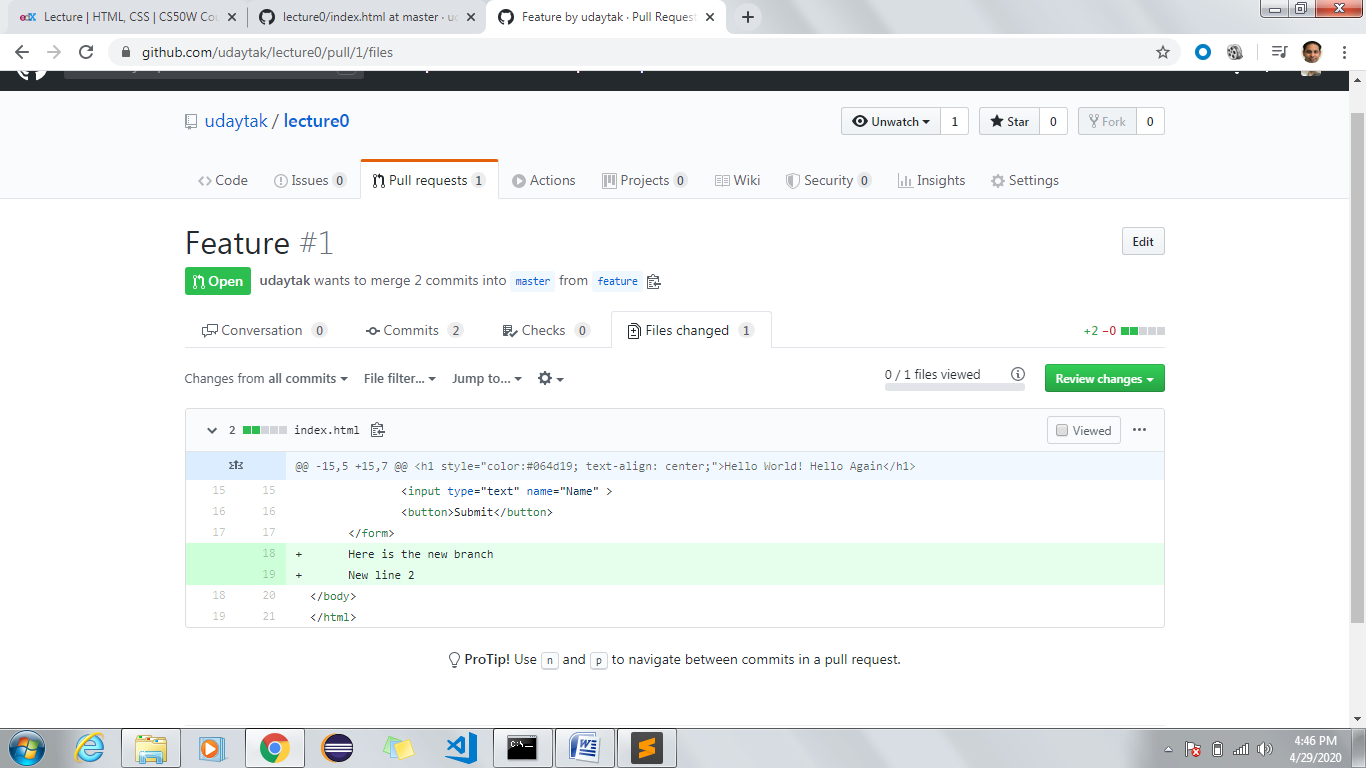 Lecture | HTML, CSS | CS50W Co
lecture0/index.html at master · u
Feature by udaytak · Pull Reques
github.com/udaytak/lecture0/pull/1/files
udaytak / lecture0
Unwatch 1
Star 0
Fork 0
Code
Issues 0
Pull requests 1
Actions
Projects 0
Wiki
Security 0
Insights
Settings
Feature #1
Edit
Open
udaytak wants to merge 2 commits into master from feature
Conversation 0
Commits 2
Checks 0
Files changed 1
+2 −0
Changes from all commits
File filter...
Jump to...
0 / 1 files viewed
Review changes
2 index.html
Viewed
@@ -15,5 +15,7 @@ <h1 style="color:#064d19; text-align: center;">Hello World! Hello Again</h1>
15 15 <input type="text" name="Name" >
16 16 <button>Submit</button>
17 17 </form>
18 + Here is the new branch
19 + New line 2
18 20 </body>
19 21 </html>
ProTip! Use n and p to navigate between commits in a pull request.
4:46 PM
4/29/2020